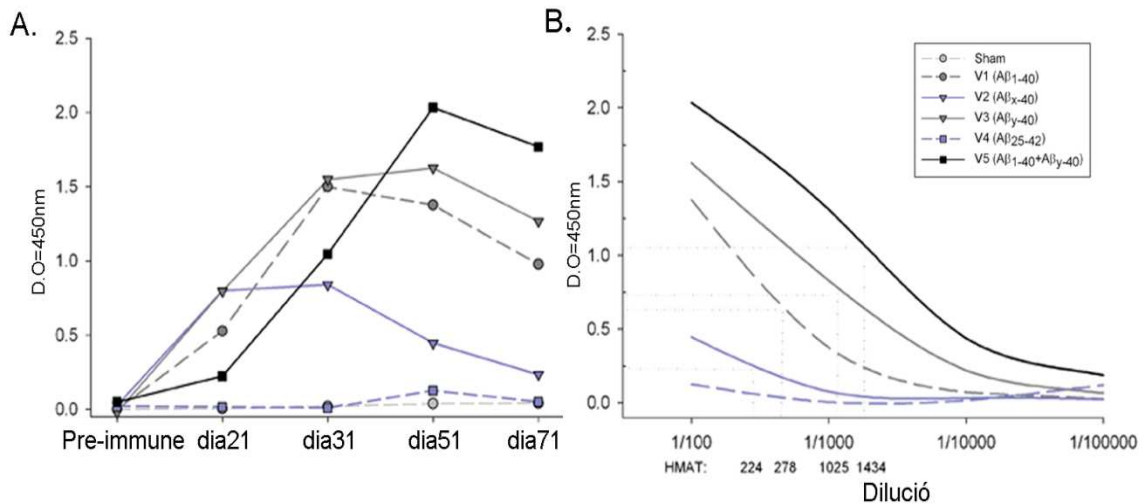 A.
2.5
2.0
1.5
1.0
0.5
0.0
D.O=450nm
Pre-immune dia21 dia31 dia51 dia71
B.
2.5
2.0
1.5
1.0
0.5
0.0
D.O=450nm
Sham
V1 (Aβ1-40)
V2 (Aβx-40)
V3 (Aβy-40)
V4 (Aβ25-42)
V5 (Aβ1-40+Aβy-40)
1/100 1/1000 1/10000 1/100000
HMAT: 224 278 1025 1434
Dilució